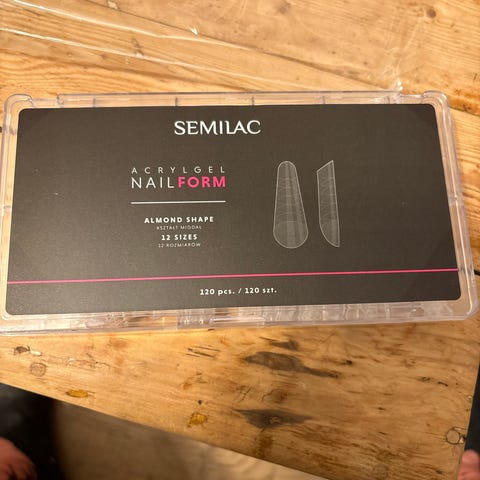 SEMILAC
ACRYLGEL
NAILFORM
ALMOND SHAPE
KSZTAŁT MIGDAŁ
12 SIZES
12 ROZMIARÓW
120 pcs. / 120 szt.